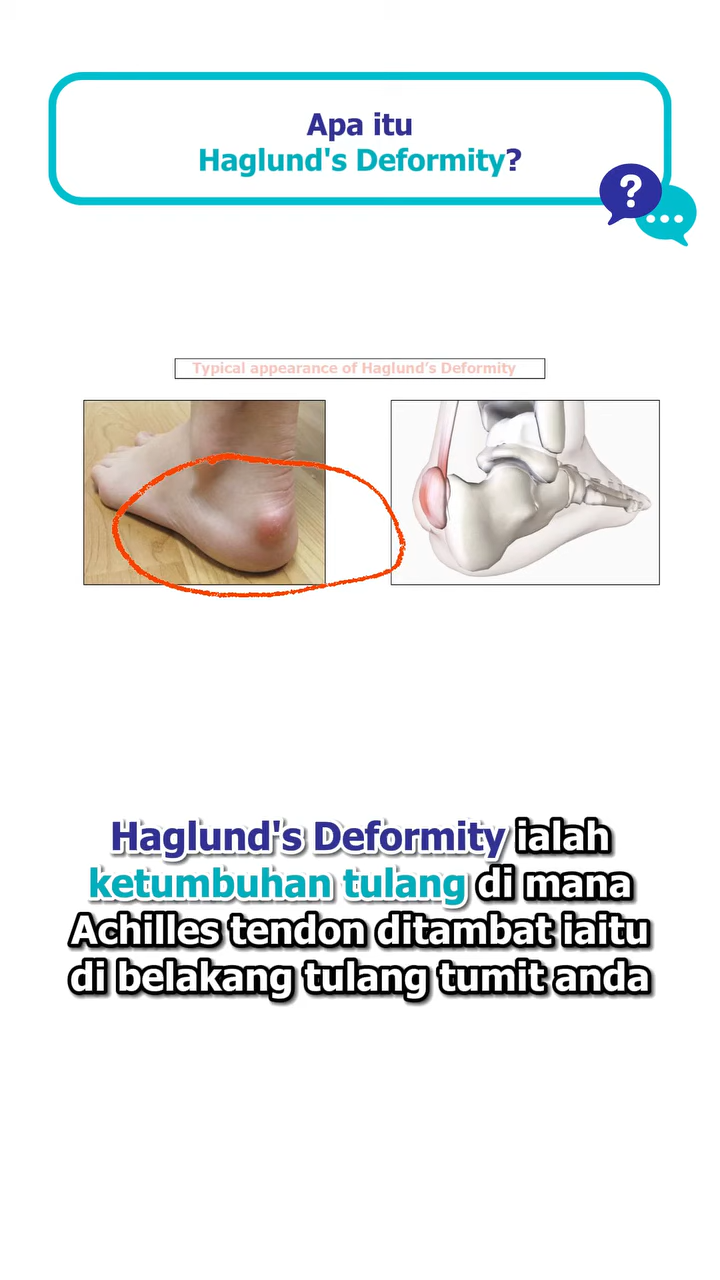 Apa itu
Haglund's Deformity?
?
Typical appearance of Haglund’s Deformity
Haglund's Deformity ialah
ketumbuhan tulang di mana
Achilles tendon ditambat iaitu
di belakang tulang tumit anda